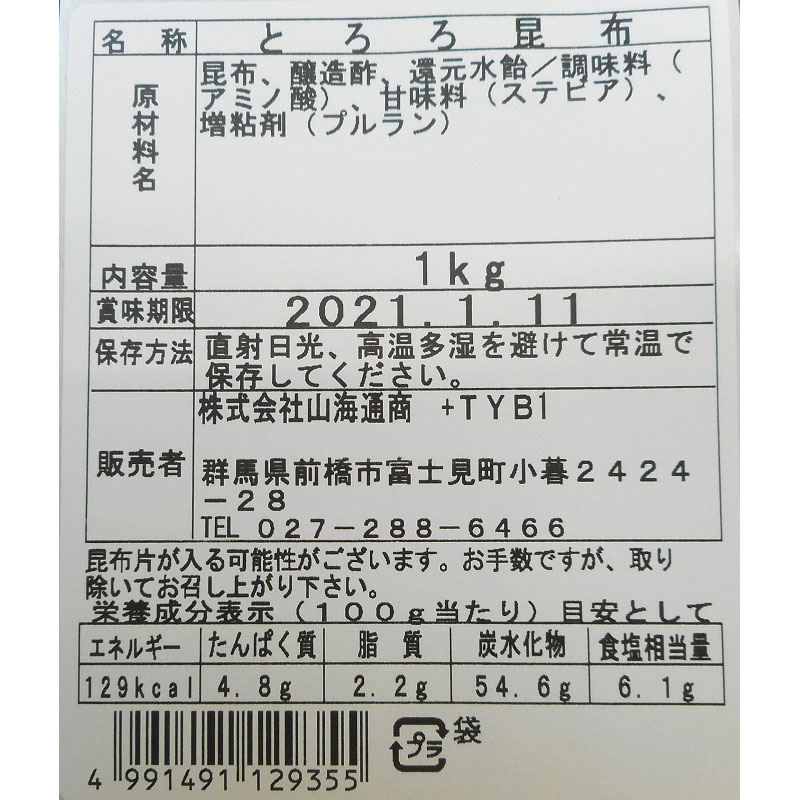 名 称 とろろ昆布
原材料名 昆布、醸造酢、還元水飴／調味料（
アミノ酸）、甘味料（ステビア）、
増粘剤（プルラン）
内容量 1kg
賞味期限 2021.1.11
保存方法 直射日光、高温多湿を避けて常温で
保存してください。
販売者 株式会社山海通商 +TYB1
群馬県前橋市富士見町小暮2424
－28
TEL 027－288－6466
昆布片が入る可能性がございます。お手数ですが、取り
除いてお召し上がり下さい。
栄養成分表示（100g当たり）目安として
エネルギー たんぱく質 脂 質 炭水化物 食塩相当量
129kcal 4.8g 2.2g 54.6g 6.1g
プラ 袋
4 991491 129355